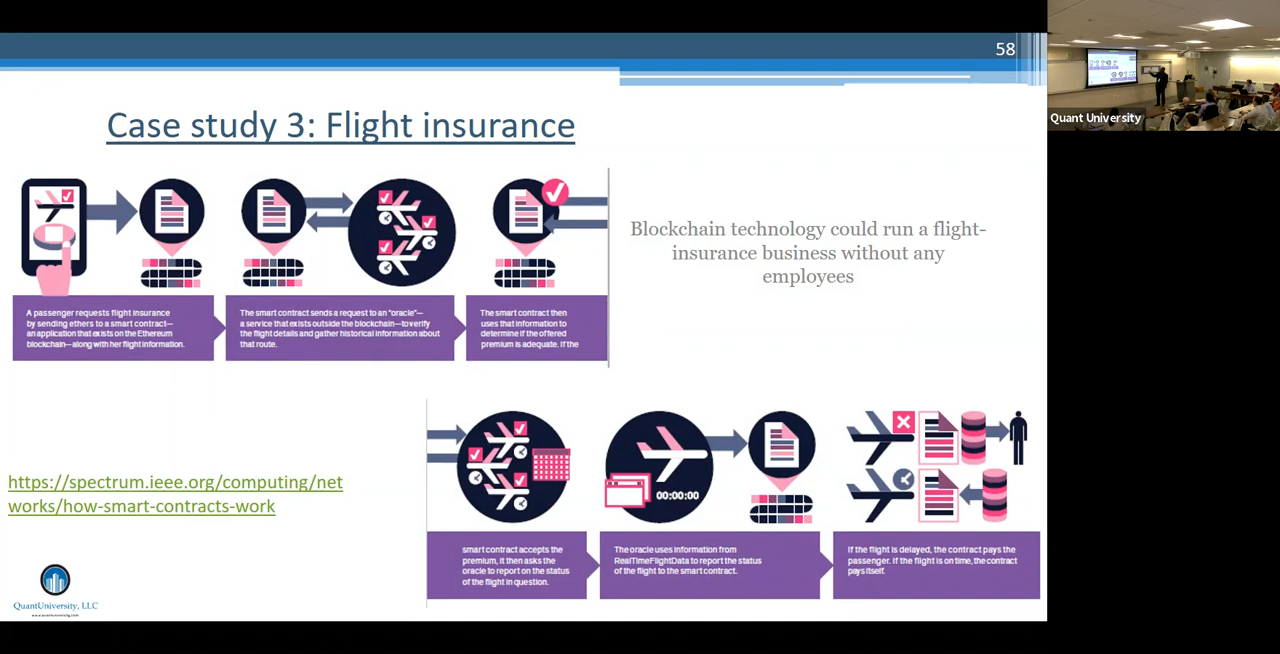 58
Quant University
Case study 3: Flight insurance
Blockchain technology could run a flight-
insurance business without any
employees
A passenger requests flight insurance
by sending ethers to a smart contract—
an application that exists on the Ethereum
blockchain—along with her flight information.
The smart contract sends a request to an "oracle"—
a service that exists outside the blockchain—to verify
the flight details and gather historical information about
that route.
The smart contract then
uses that information to
determine if the offered
premium is adequate. If the
00:00:00
smart contract accepts the
premium, it then asks the
oracle to report on the status
of the flight in question.
The oracle uses information from
RealTimeFlightData to report the status
of the flight to the smart contract.
If the flight is delayed, the contract pays the
passenger. If the flight is on time, the contract
pays itself.
https://spectrum.ieee.org/computing/net
works/how-smart-contracts-work
QuantUniversity, LLC